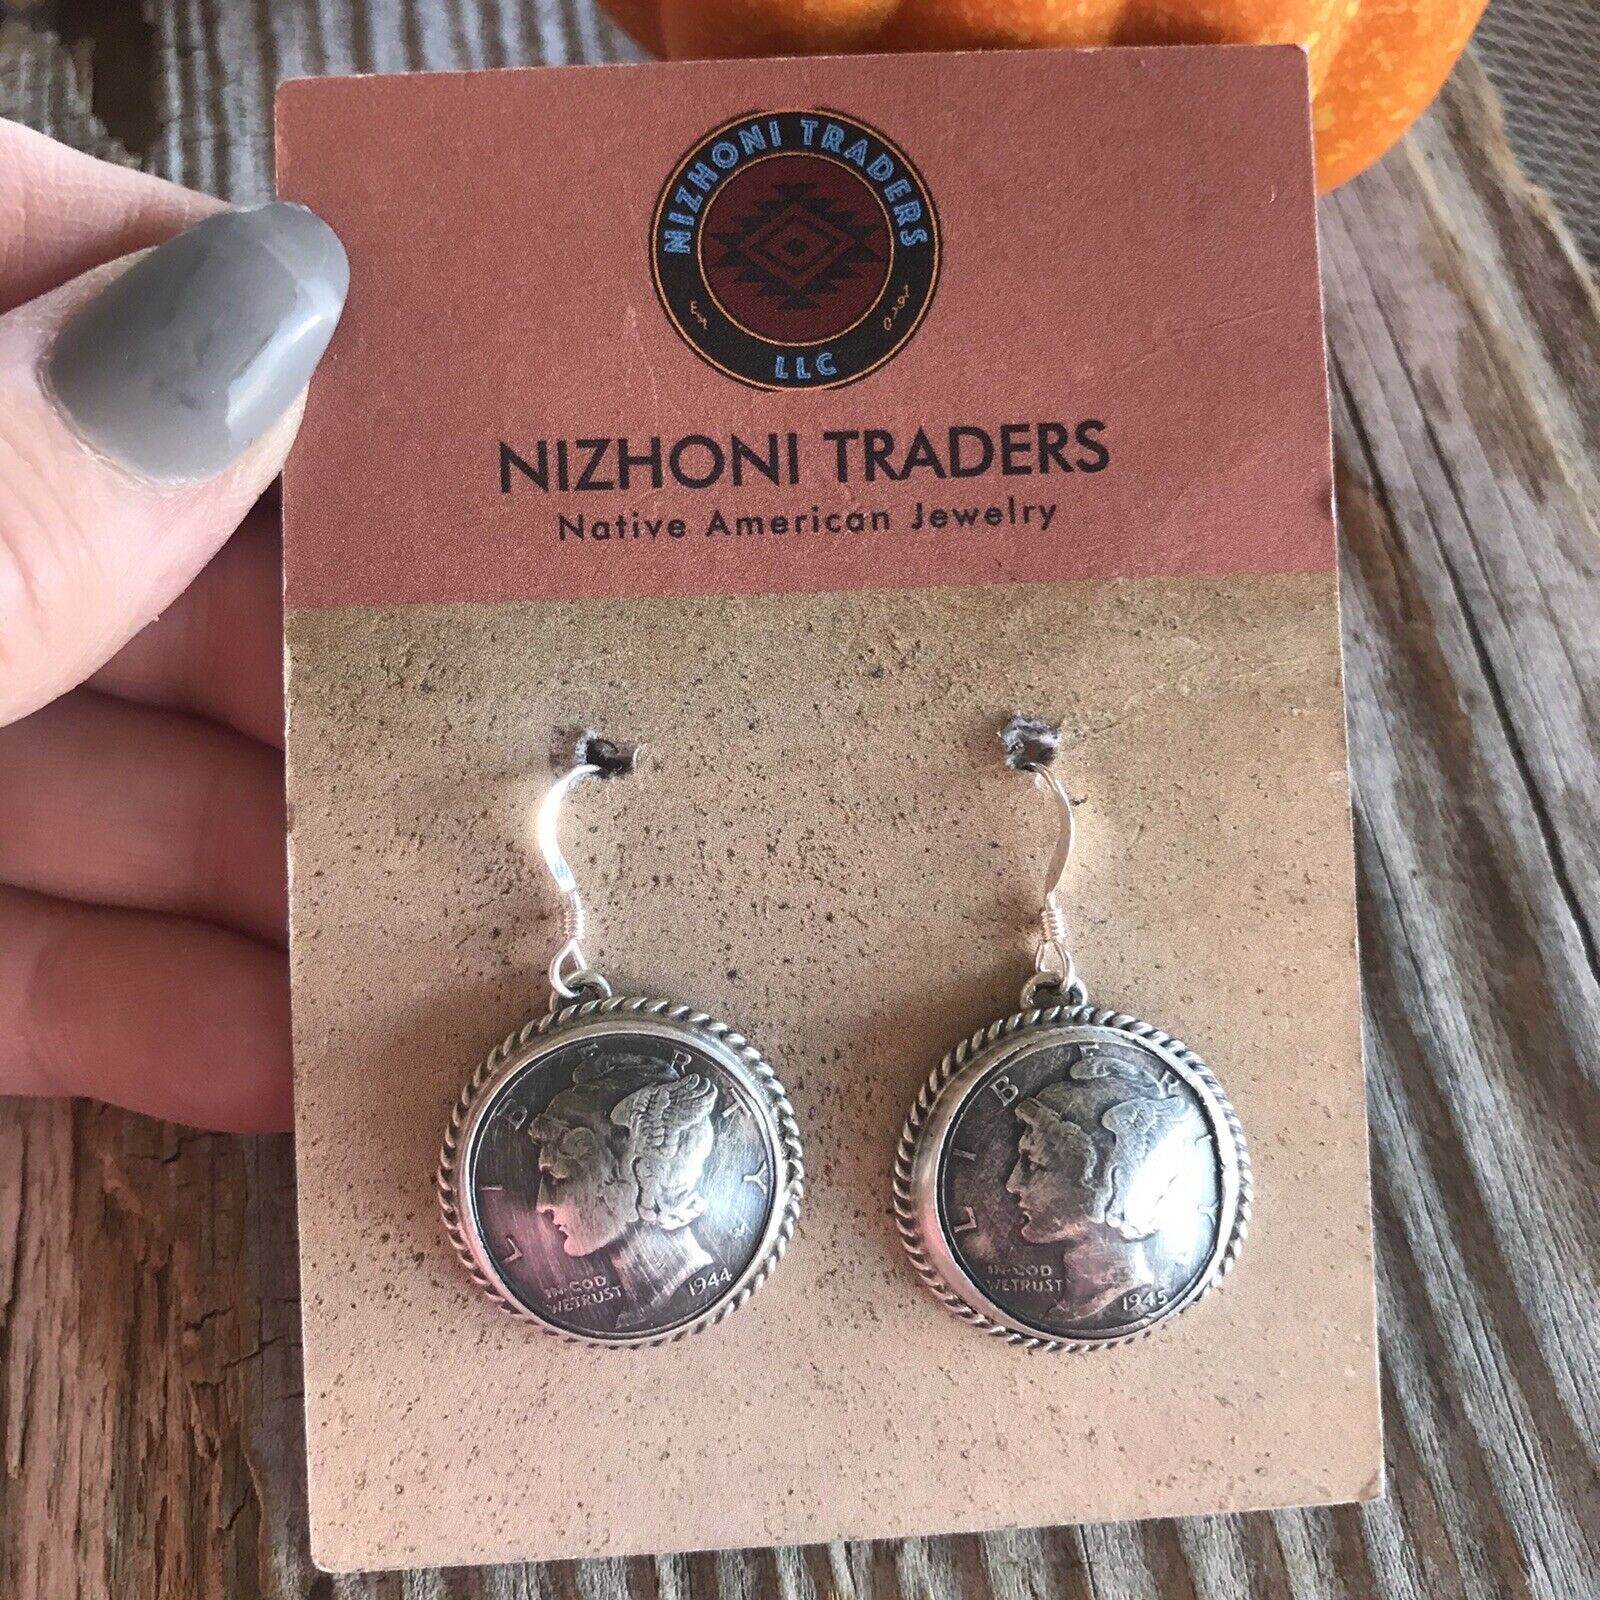 NIZHONI TRADERS
LLC
NIZHONI TRADERS
Native American Jewelry
LIBERTY
IN·GOD
WE TRUST
1944
LIBERTY
IN·GOD
WE TRUST
1945